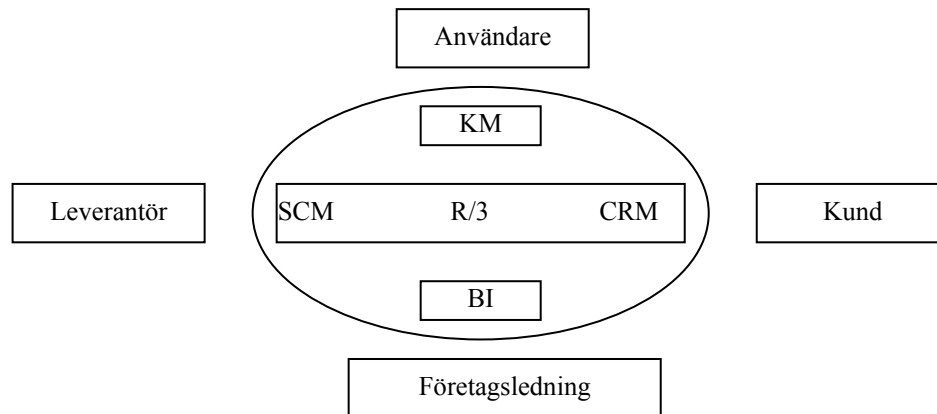 Användare
KM
Leverantör
SCM R/3 CRM
Kund
BI
Företagsledning